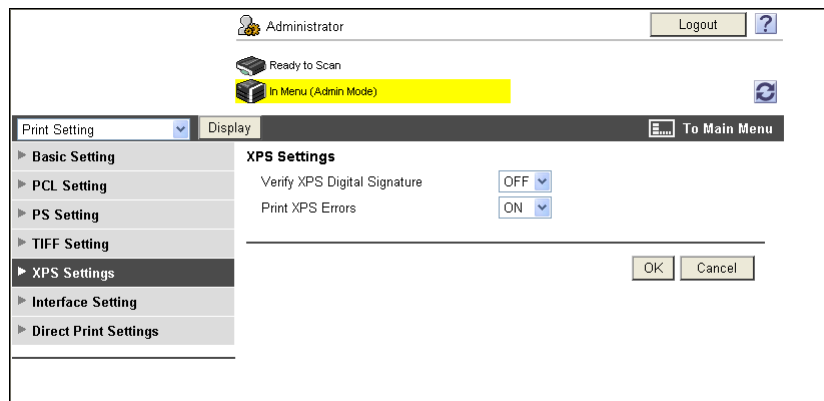 Administrator
Logout
?
Ready to Scan
In Menu (Admin Mode)
Print Setting
Display
To Main Menu
Basic Setting
PCL Setting
PS Setting
TIFF Setting
XPS Settings
Interface Setting
Direct Print Settings
XPS Settings
Verify XPS Digital Signature OFF
Print XPS Errors ON
OK Cancel